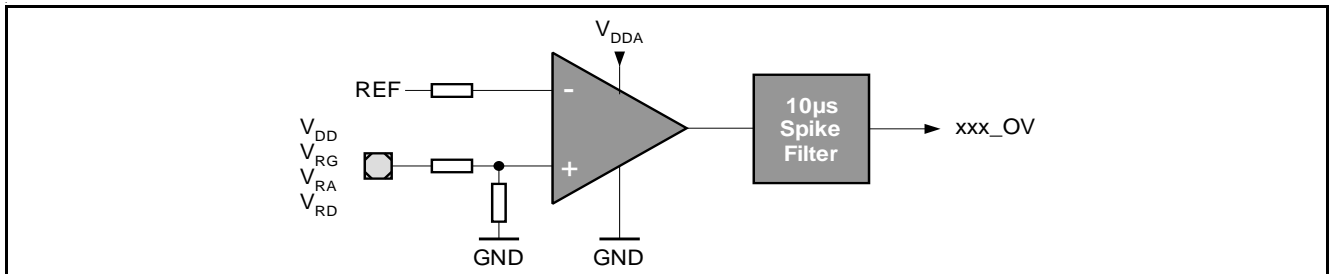 V_DDA
REF
-
V_DD
V_RG
V_RA
V_RD
+
10µs
Spike
Filter
xxx_OV
GND
GND